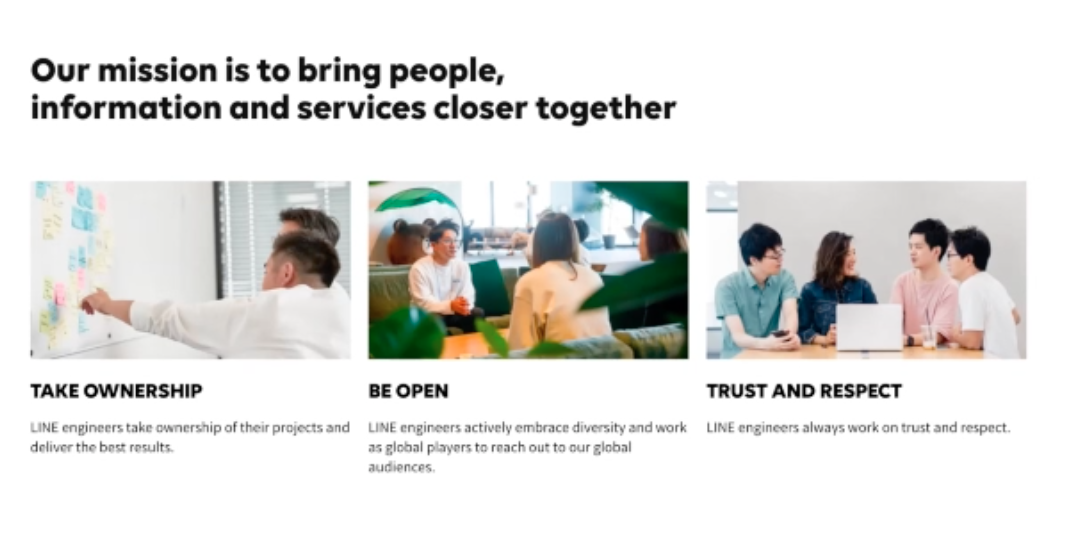 Our mission is to bring people,
information and services closer together
TAKE OWNERSHIP
LINE engineers take ownership of their projects and
deliver the best results.
BE OPEN
LINE engineers actively embrace diversity and work
as global players to reach out to our global
audiences.
TRUST AND RESPECT
LINE engineers always work on trust and respect.